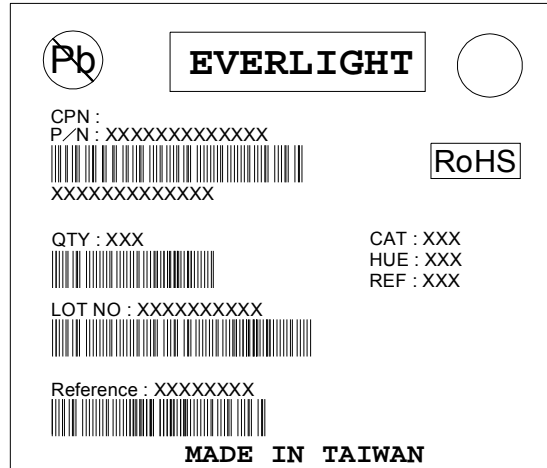 Pb
EVERLIGHT
CPN :
P/N : XXXXXXXXXXXXX
RoHS
XXXXXXXXXXXXX
QTY : XXX
CAT : XXX
HUE : XXX
REF : XXX
LOT NO : XXXXXXXXXX
Reference : XXXXXXXX
MADE IN TAIWAN